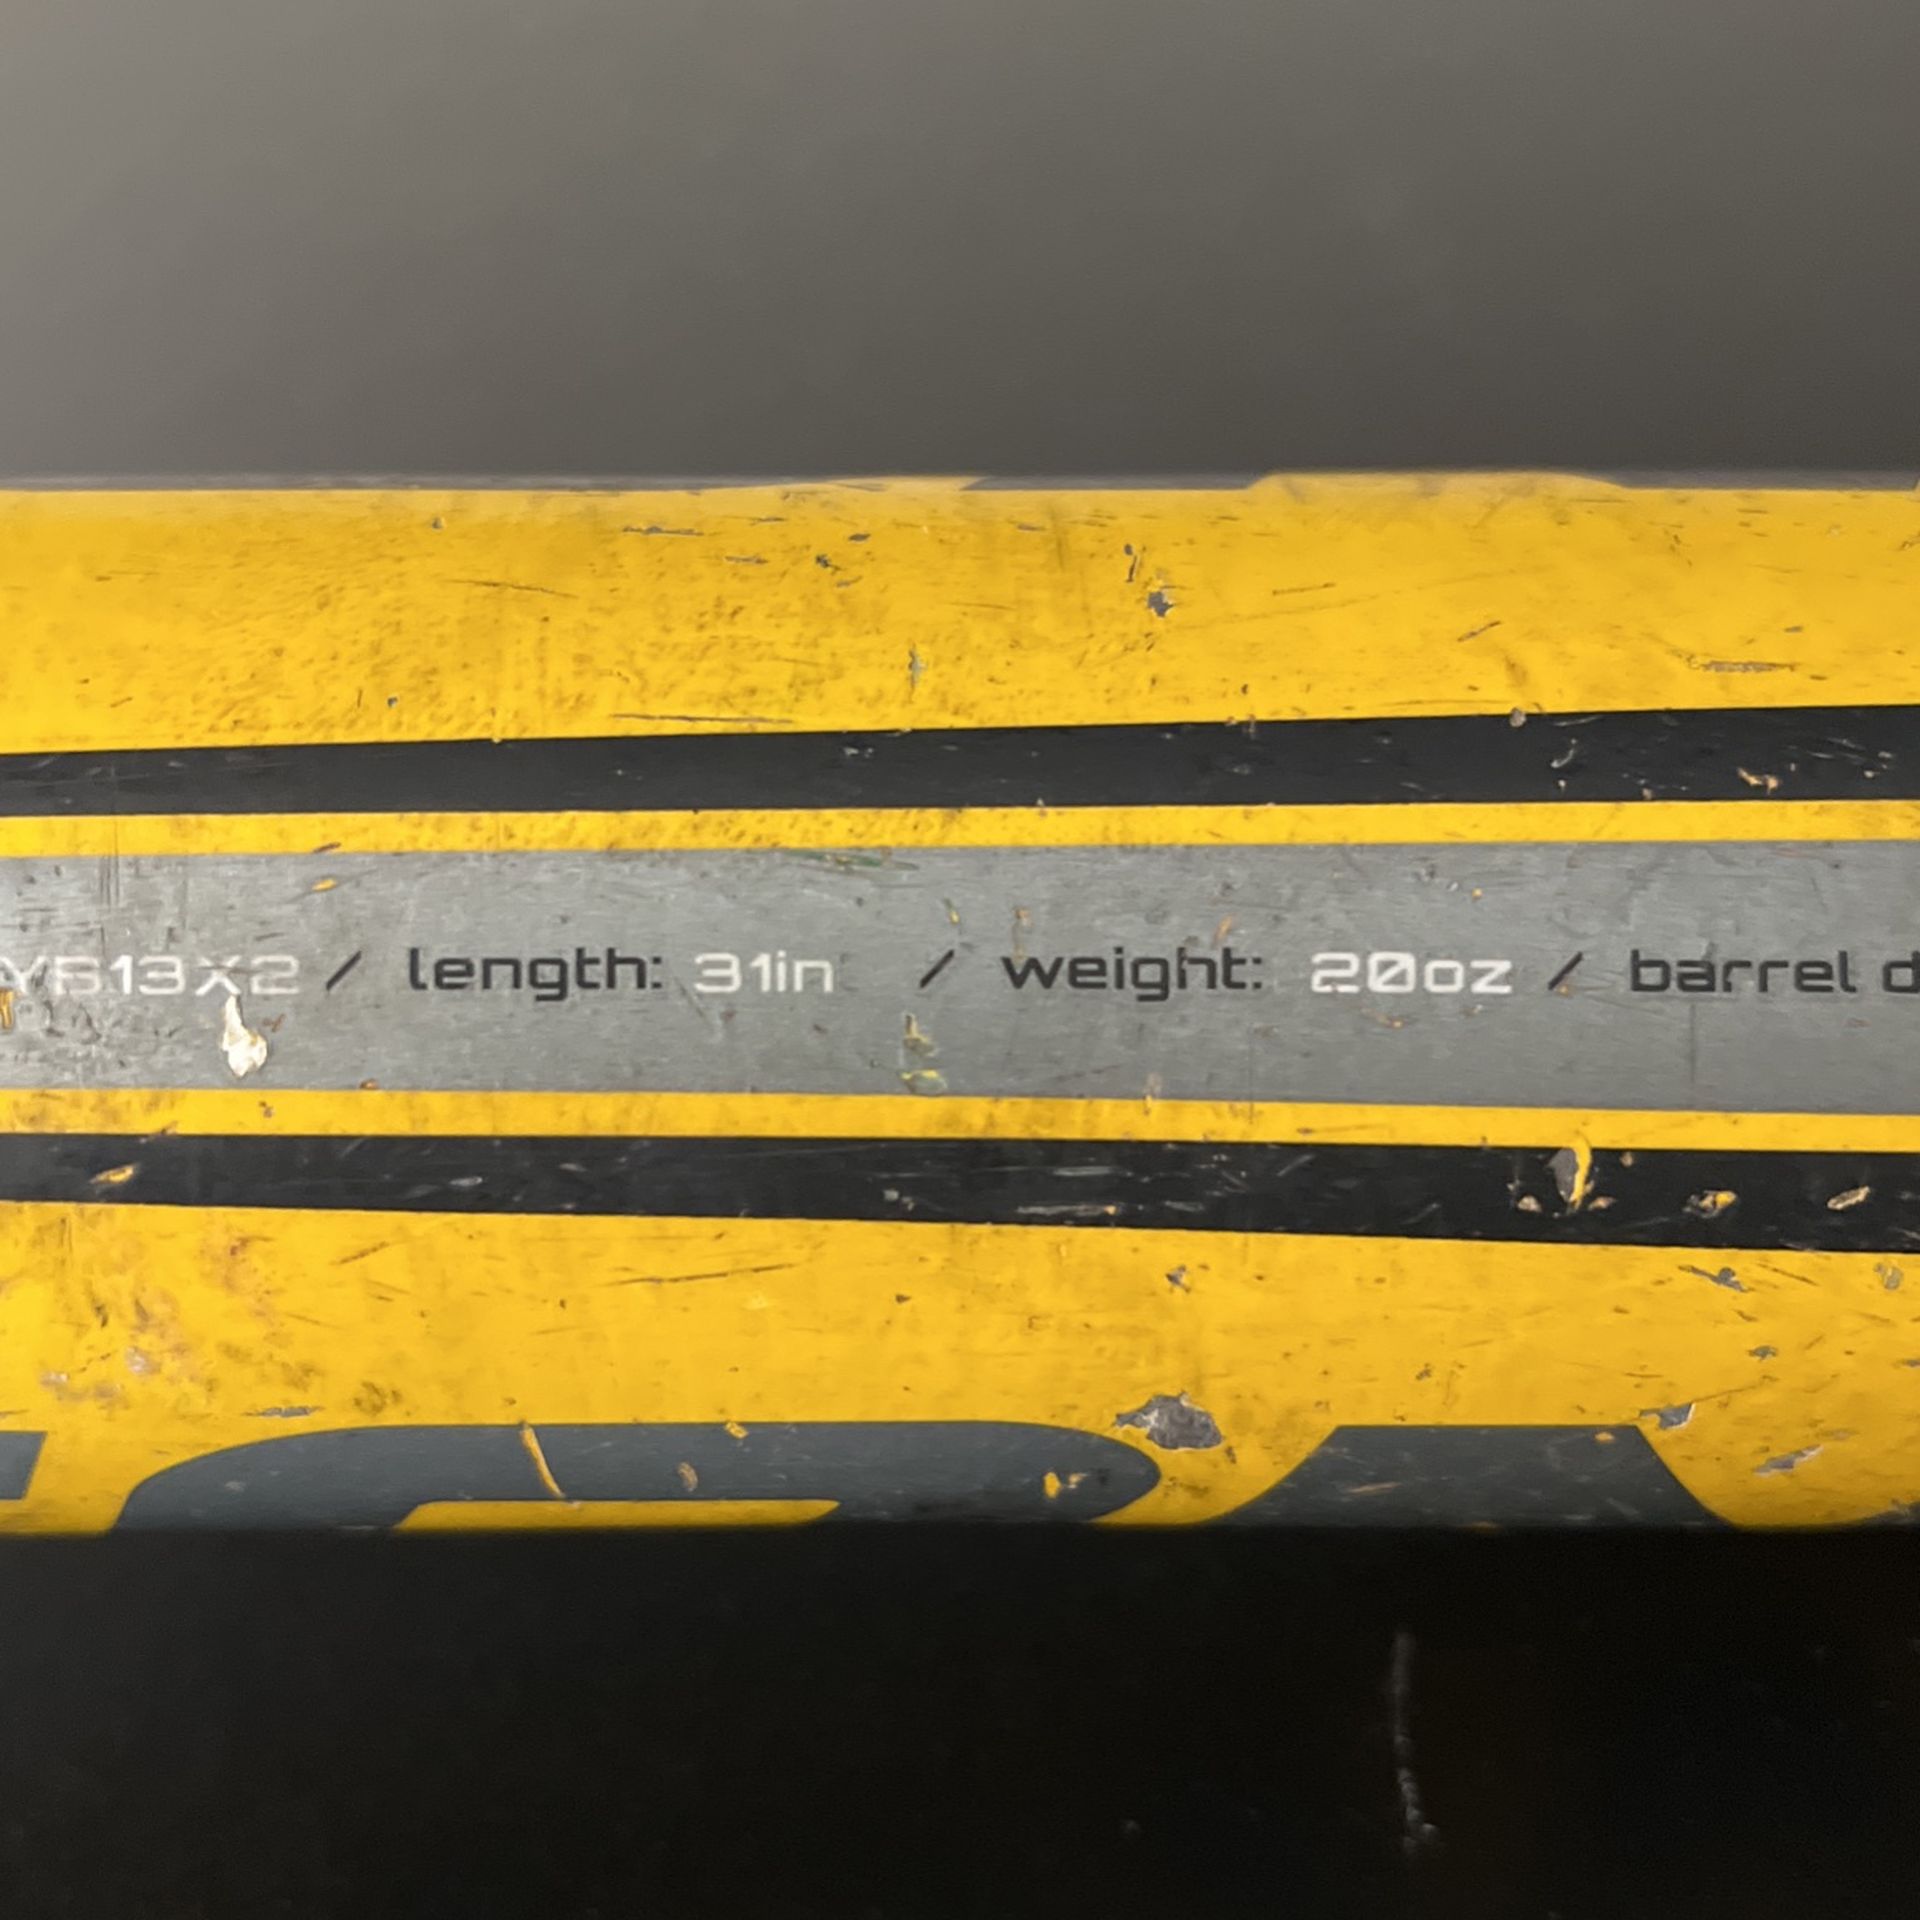 YB13X2 / length: 31in / weight: 20oz / barrel d